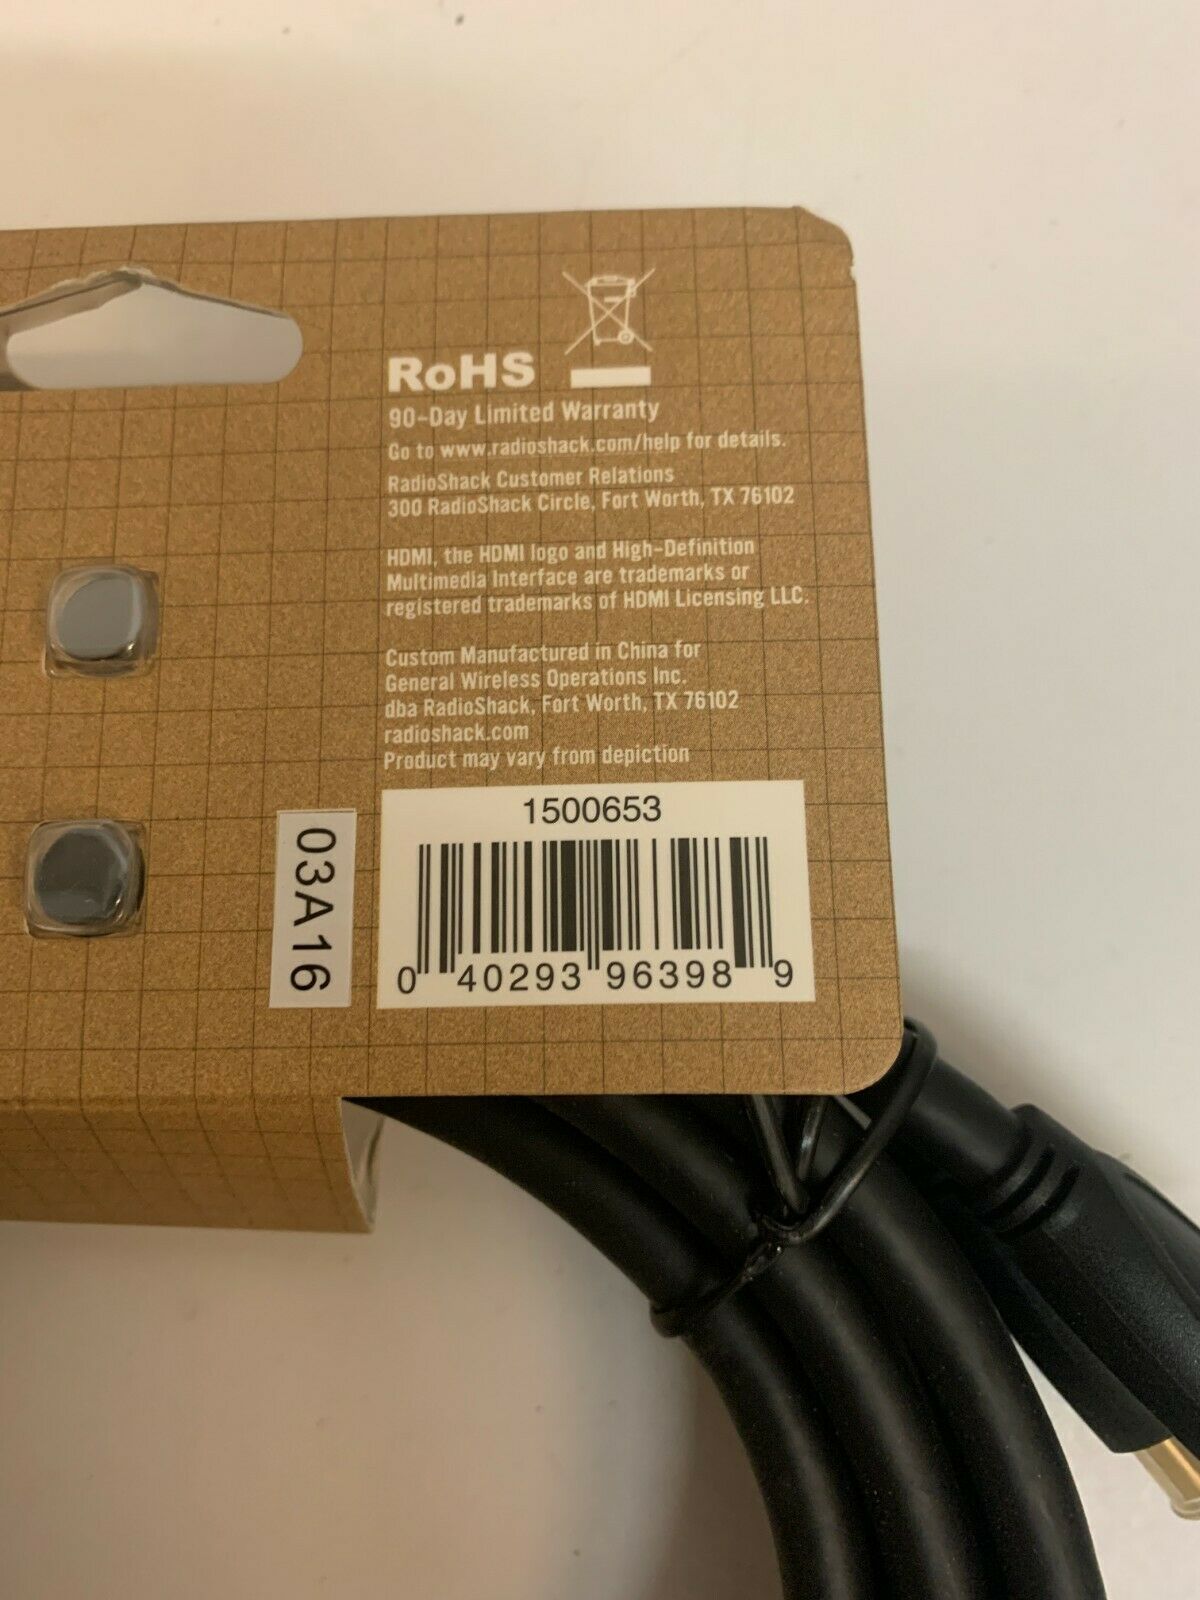 RoHS
90-Day Limited Warranty
Go to www.radioshack.com/help for details.
RadioShack Customer Relations
300 RadioShack Circle, Fort Worth, TX 76102
HDMI, the HDMI logo and High-Definition
Multimedia Interface are trademarks or
registered trademarks of HDMI Licensing LLC.
Custom Manufactured in China for
General Wireless Operations Inc.
dba RadioShack, Fort Worth, TX 76102
radioshack.com
Product may vary from depiction
1500653
0 40293 96398 9
03A16